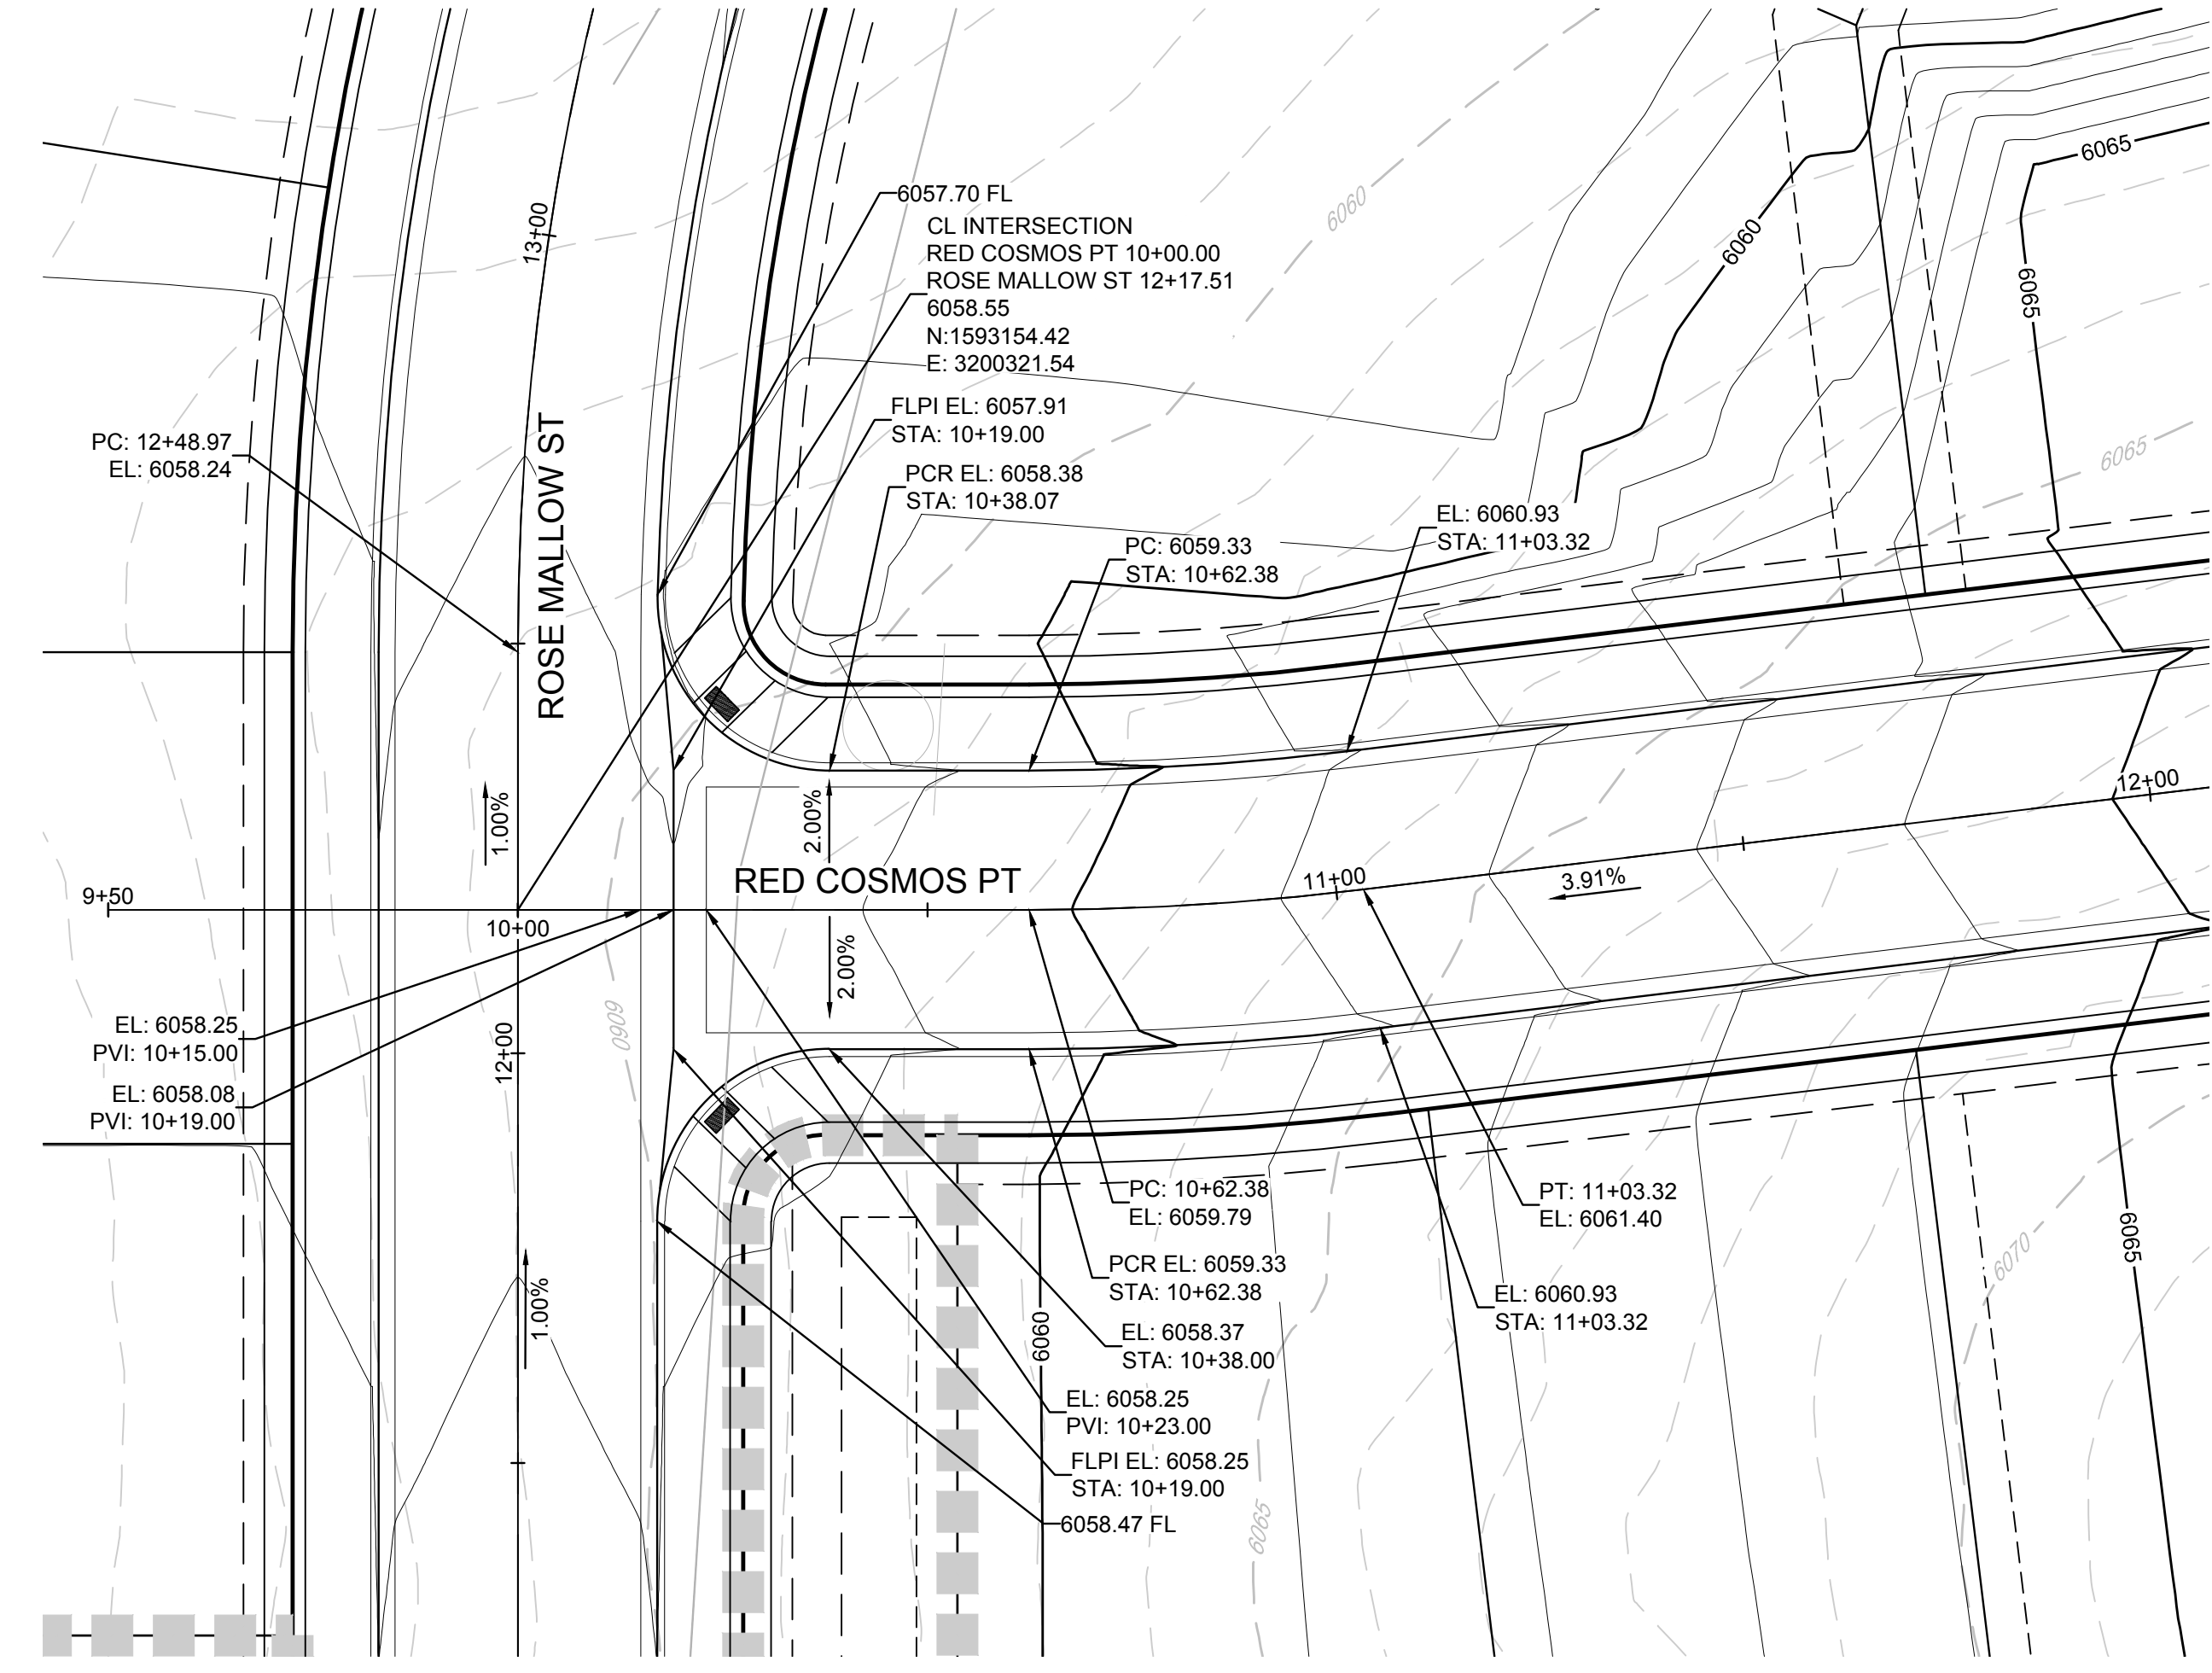 6065
6057.70 FL
CL INTERSECTION
RED COSMOS PT 10+00.00
ROSE MALLOW ST 12+17.51
6058.55
N:1593154.42
E: 3200321.54
6060
6060
13+00
6065
FLPI EL: 6057.91
STA: 10+19.00
PC: 12+48.97
EL: 6058.24
ROSE MALLOW ST
6065
PCR EL: 6058.38
STA: 10+38.07
EL: 6060.93
STA: 11+03.32
PC: 6059.33
STA: 10+62.38
12+00
1.00%
2.00%
RED COSMOS PT
11+00
3.91%
9+50
10+00
2.00%
6060
EL: 6058.25
PVI: 10+15.00
12+00
EL: 6058.08
PVI: 10+19.00
PC: 10+62.38
EL: 6059.79
PT: 11+03.32
EL: 6061.40
6065
6070
PCR EL: 6059.33
STA: 10+62.38
1.00%
EL: 6060.93
STA: 11+03.32
6060
EL: 6058.37
STA: 10+38.00
EL: 6058.25
PVI: 10+23.00
FLPI EL: 6058.25
STA: 10+19.00
6065
6058.47 FL